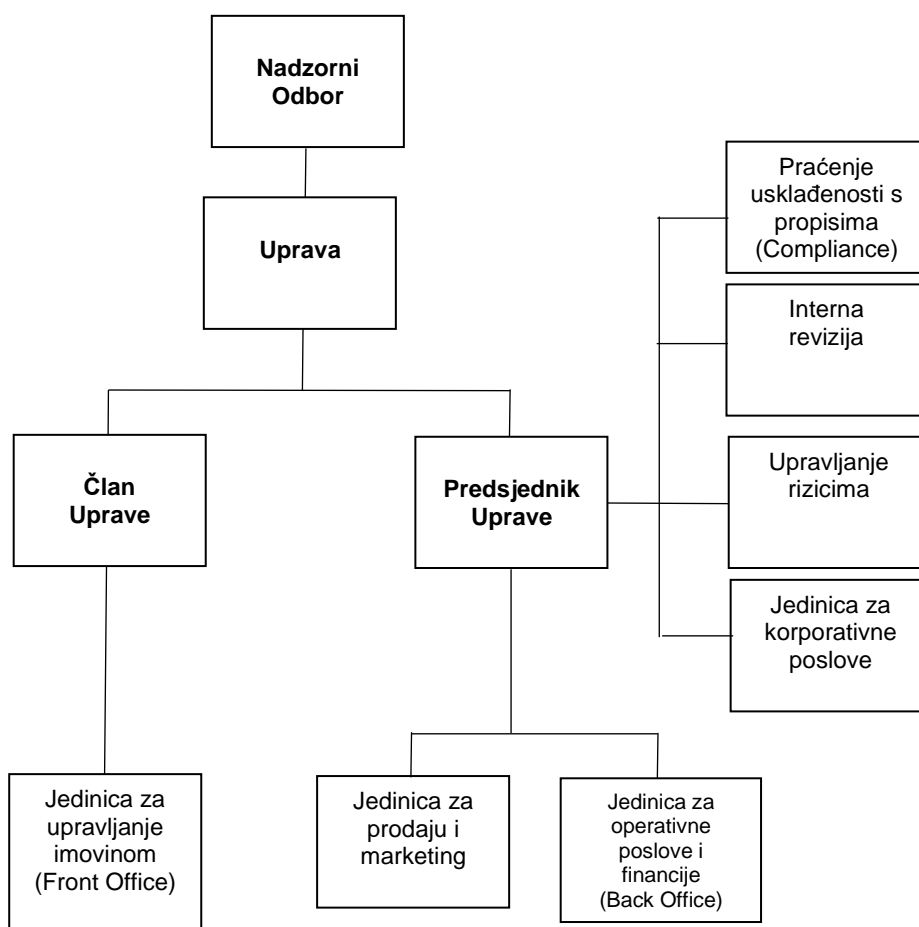 Nadzorni
Odbor
Uprava
Praćenje
usklađenosti s
propisima
(Compliance)
Interna
revizija
Član
Uprave
Predsjednik
Uprave
Upravljanje
rizicima
Jedinica za
korporativne
poslove
Jedinica za
upravljanje
imovinom
(Front Office)
Jedinica za
prodaju i
marketing
Jedinica za
operativne
poslove i
financije
(Back Office)